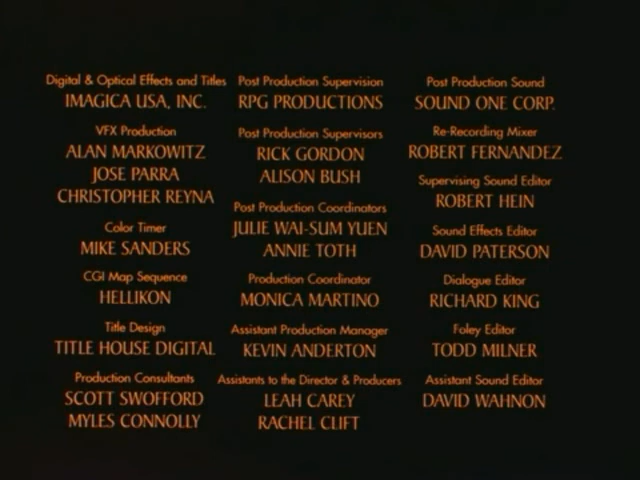 Digital & Optical Effects and Titles
IMAGICA USA, INC.
VFX Production
ALAN MARKOWITZ
JOSE PARRA
CHRISTOPHER REYNA
Color Timer
MIKE SANDERS
CGI Map Sequence
HELLIKON
Title Design
TITLE HOUSE DIGITAL
Production Consultants
SCOTT SWOFFORD
MYLES CONNOLLY
Post Production Supervision
RPG PRODUCTIONS
Post Production Supervisors
RICK GORDON
ALISON BUSH
Post Production Coordinators
JULIE WAI-SUM YUEN
ANNIE TOTH
Production Coordinator
MONICA MARTINO
Assistant Production Manager
KEVIN ANDERTON
Assistants to the Director & Producers
LEAH CAREY
RACHEL CLIFT
Post Production Sound
SOUND ONE CORP.
Re-Recording Mixer
ROBERT FERNANDEZ
Supervising Sound Editor
ROBERT HEIN
Sound Effects Editor
DAVID PATERSON
Dialogue Editor
RICHARD KING
Foley Editor
TODD MILNER
Assistant Sound Editor
DAVID WAHNON